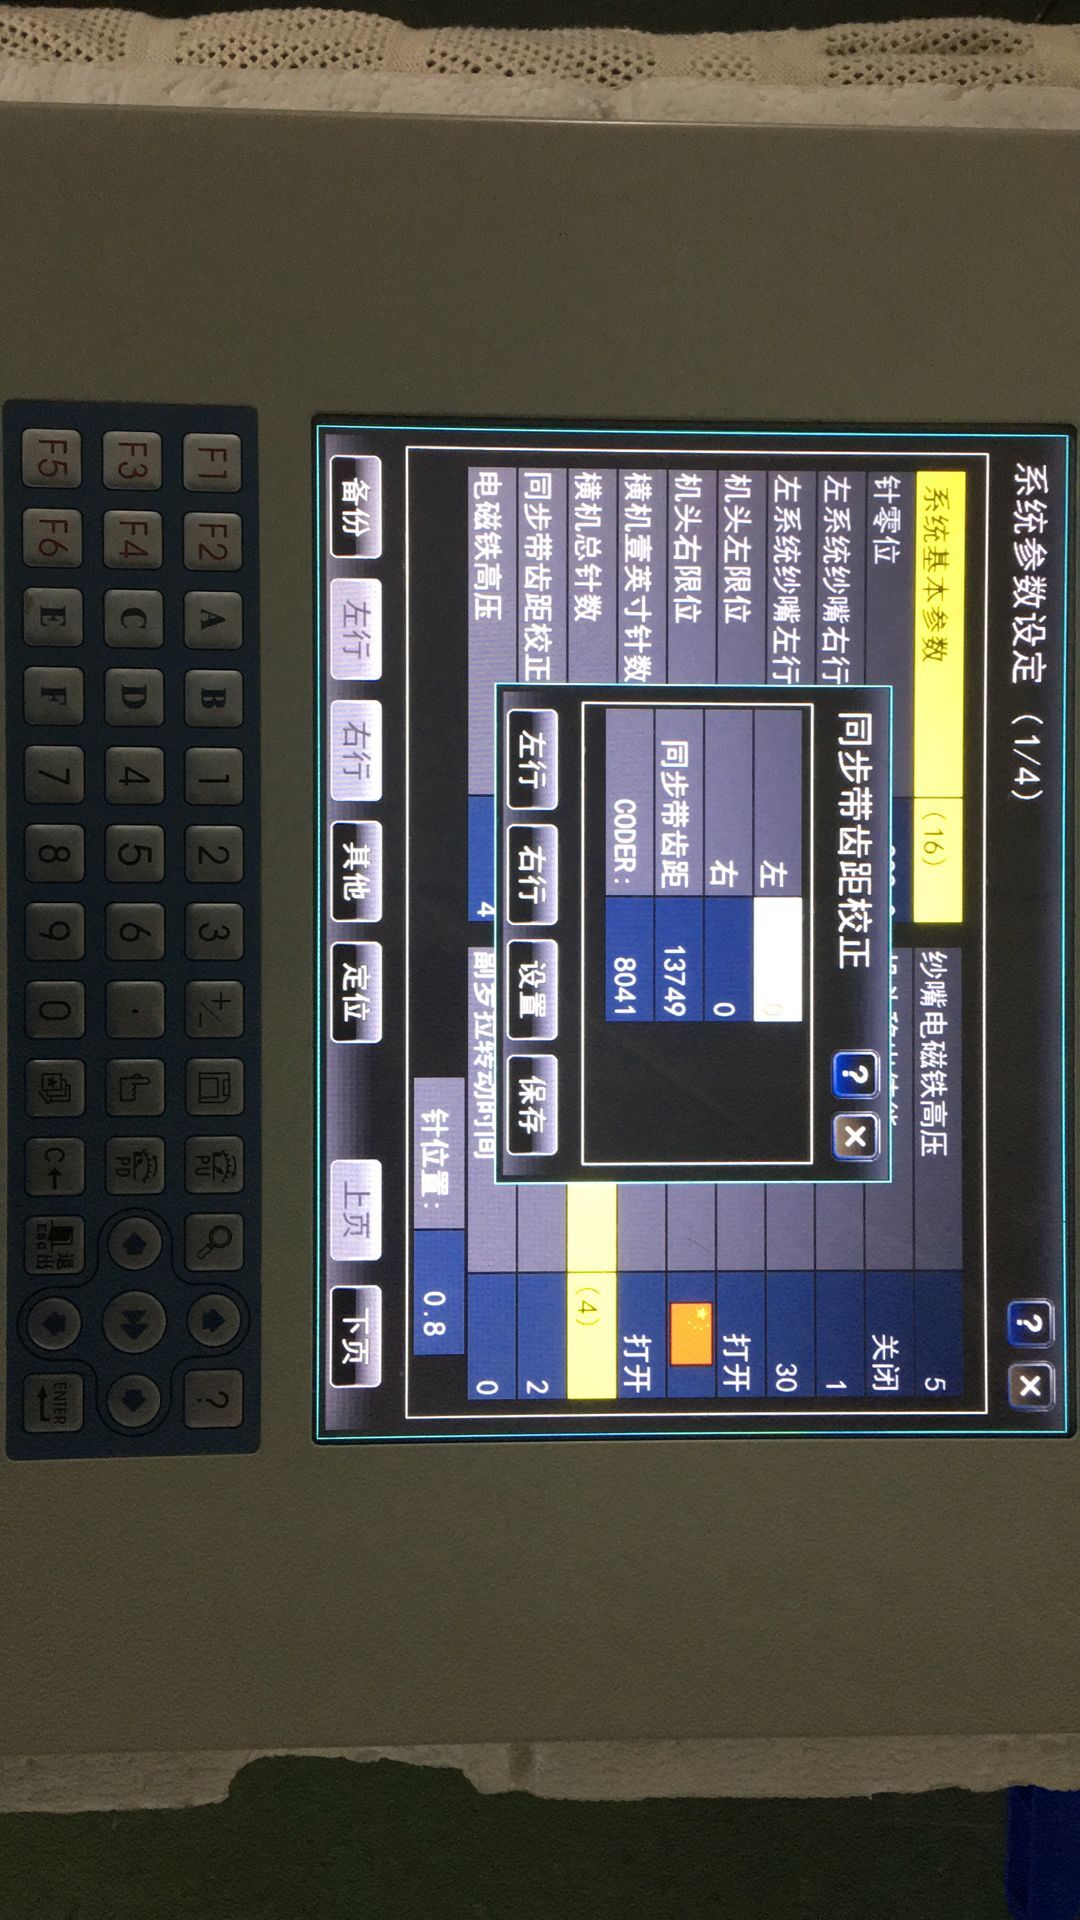 系统参数设定 (1/4)
? ×
系统基本参数 (16)
针零位
左系统纱嘴右行
左系统纱嘴左行
机头左限位
机头右限位
横机壹英寸针数
横机总针数
同步带齿距校正
电磁铁高压 4
纱嘴电磁铁高压 5
关闭
1
30
打开
打开
(4)
2
副罗拉转动时间 0
针位置: 0.8
同步带齿距校正 ? ×
左 0
右 0
同步带齿距 13749
CODER: 8041
左行 右行 设置 保存
备份 左行 右行 其他 定位 上页 下页
F1 F2 A B 1 2 3 +/- PU ?
F3 F4 C D 4 5 6 . PD
F5 F6 E F 7 8 9 0 C← 退出 ESC ENTER